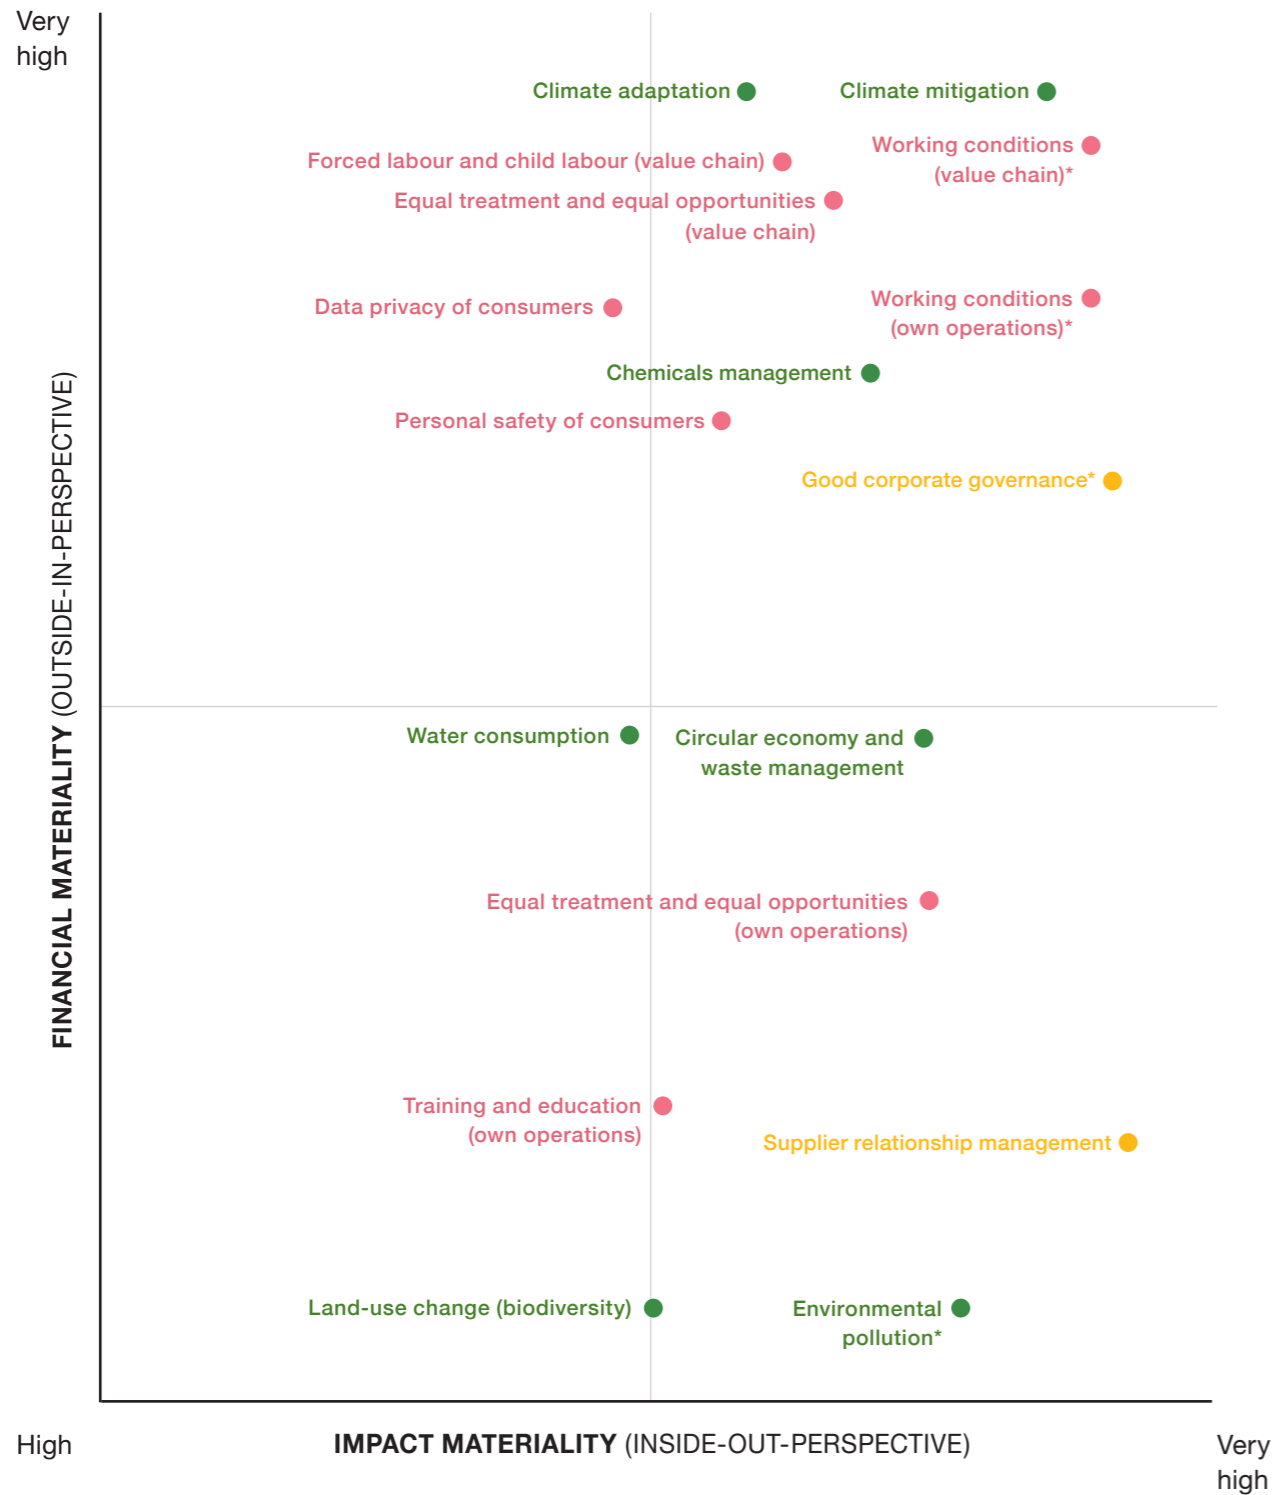 Very
high
Climate adaptation
Climate mitigation
Working conditions
(value chain)*
Forced labour and child labour (value chain)
Equal treatment and equal opportunities
(value chain)
Data privacy of consumers
Working conditions
(own operations)*
Chemicals management
Personal safety of consumers
Good corporate governance*
FINANCIAL MATERIALITY (OUTSIDE-IN-PERSPECTIVE)
Water consumption
Circular economy and
waste management
Equal treatment and equal opportunities
(own operations)
Training and education
(own operations)
Supplier relationship management
Land-use change (biodiversity)
Environmental
pollution*
High
IMPACT MATERIALITY (INSIDE-OUT-PERSPECTIVE)
Very
high